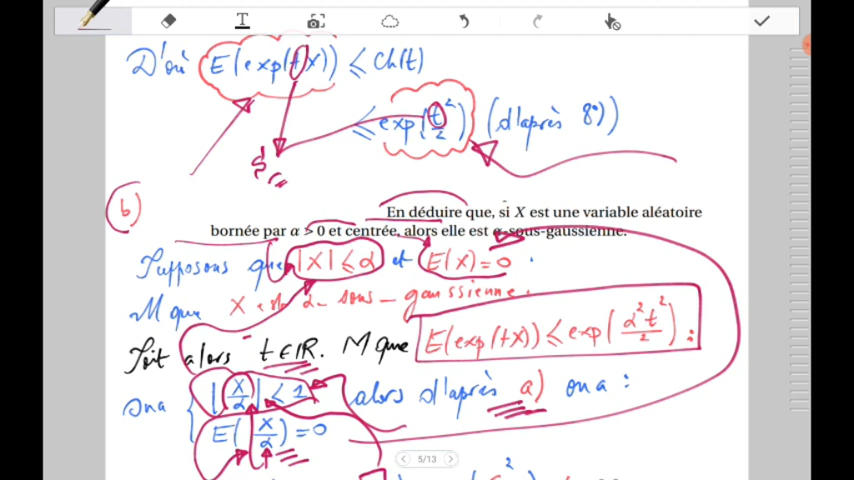 D'où E(exp(tX)) ≤ ch(t)
≤ exp(t²/2) (d'après 8°)
b)
En déduire que, si X est une variable aléatoire
bornée par α > 0 et centrée, alors elle est α-sous-gaussienne.
Supposons que |X| ≤ α et E(X) = 0.
M que X est α-sous-gaussienne.
Soit alors t ∈ IR. M que E(exp(tX)) ≤ exp(α²t²/2) :
Ona { |X/α| ≤ 1 alors d'après a) on a :
E(X/α) = 0
5/13